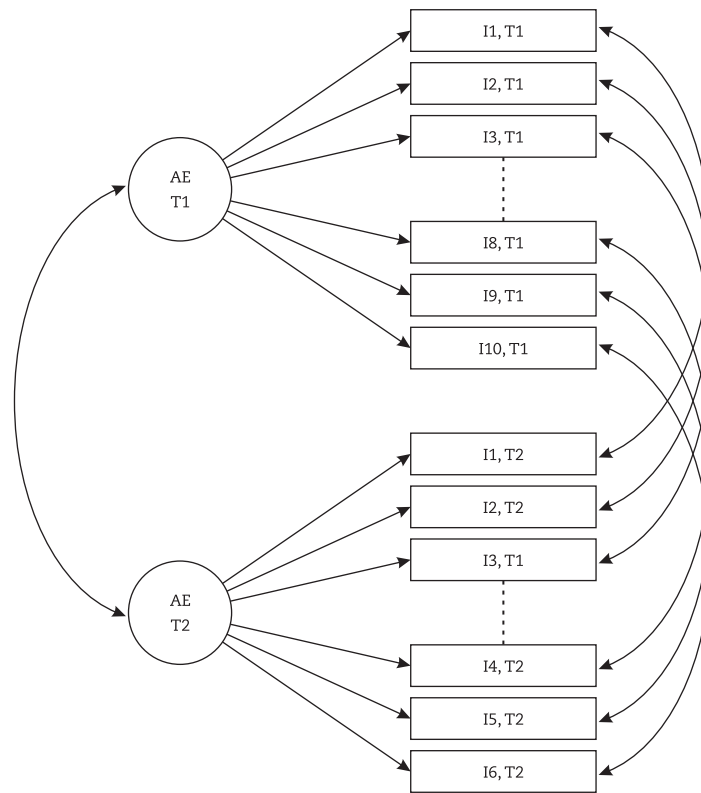 I1, T1
I2, T1
I3, T1
AE
T1
I8, T1
I9, T1
I10, T1
I1, T2
I2, T2
I3, T1
AE
T2
I4, T2
I5, T2
I6, T2